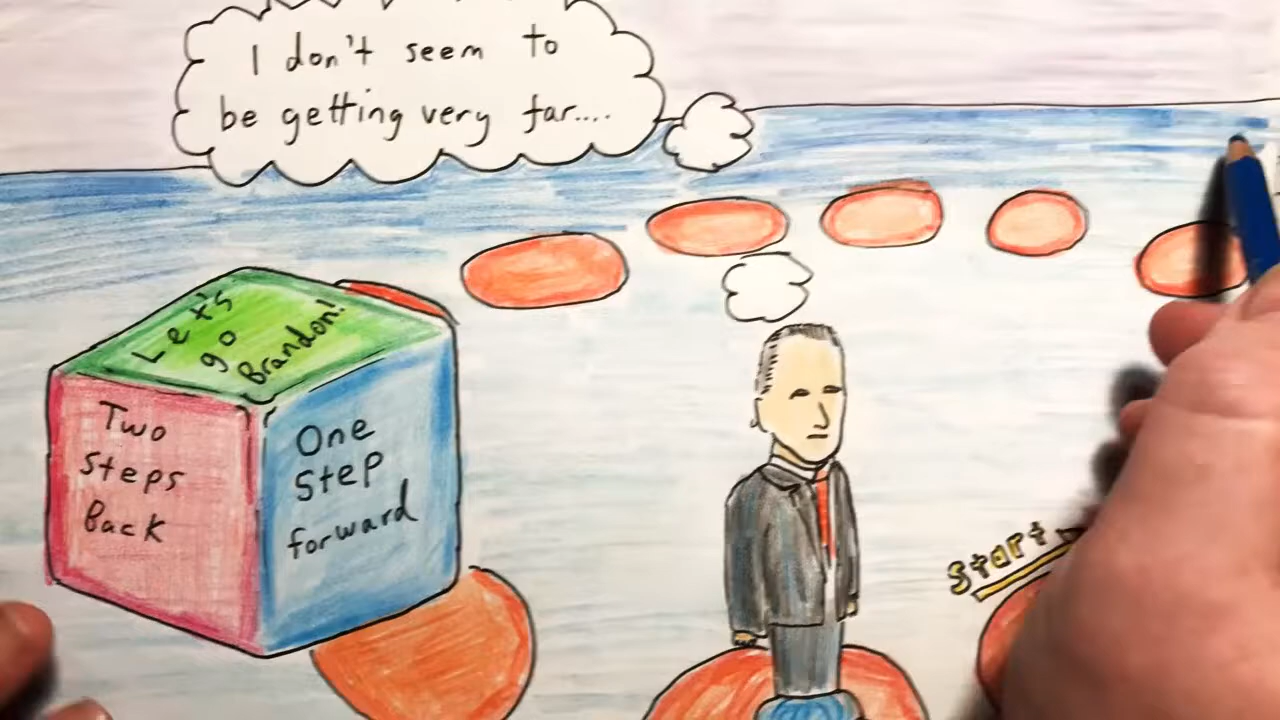 I don't seem to
be getting very far....
Let's
go
Brandon!
Two
Steps
Back
One
Step
forward
Start